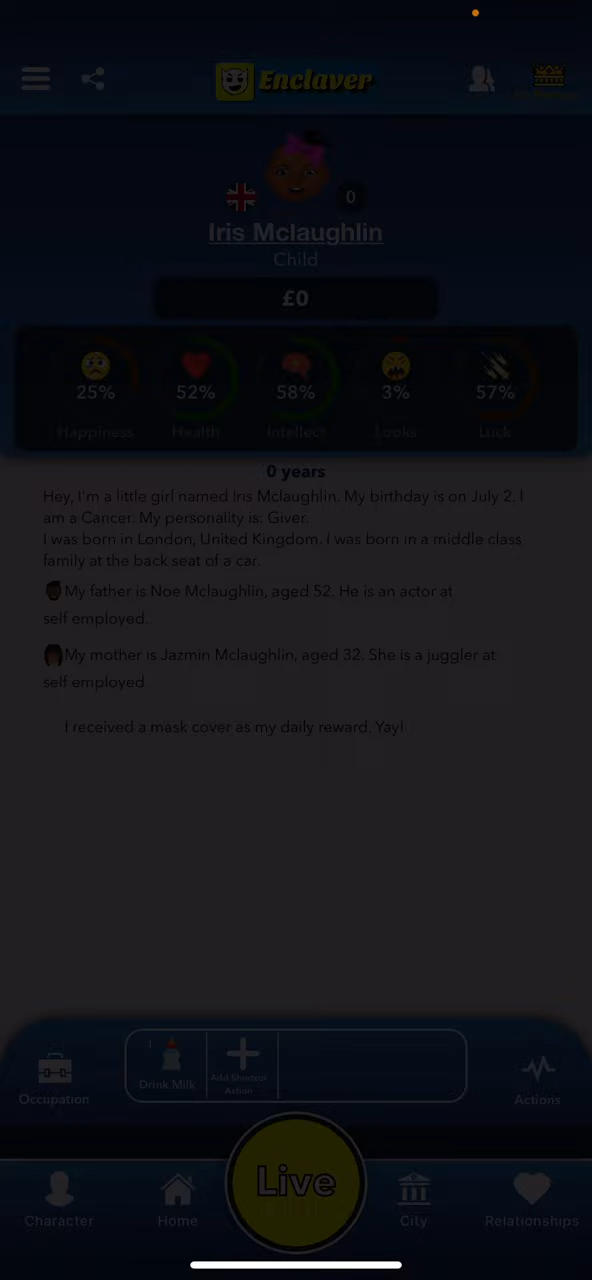 Enclaver
0
Iris Mclaughlin
Child
£0
25% 52% 58% 3% 57%
Happiness Health Intellect Looks Luck
0 years
Hey, I'm a little girl named Iris Mclaughlin. My birthday is on July 2. I
am a Cancer. My personality is: Giver.
I was born in London, United Kingdom. I was born in a middle class
family at the back seat of a car.
My father is Noe Mclaughlin, aged 52. He is an actor at
self employed.
My mother is Jazmin Mclaughlin, aged 32. She is a juggler at
self employed.
I received a mask cover as my daily reward. Yay!
Occupation
1
Drink Milk
Add Shortcut
Action
Actions
Live
Character
Home
City
Relationships